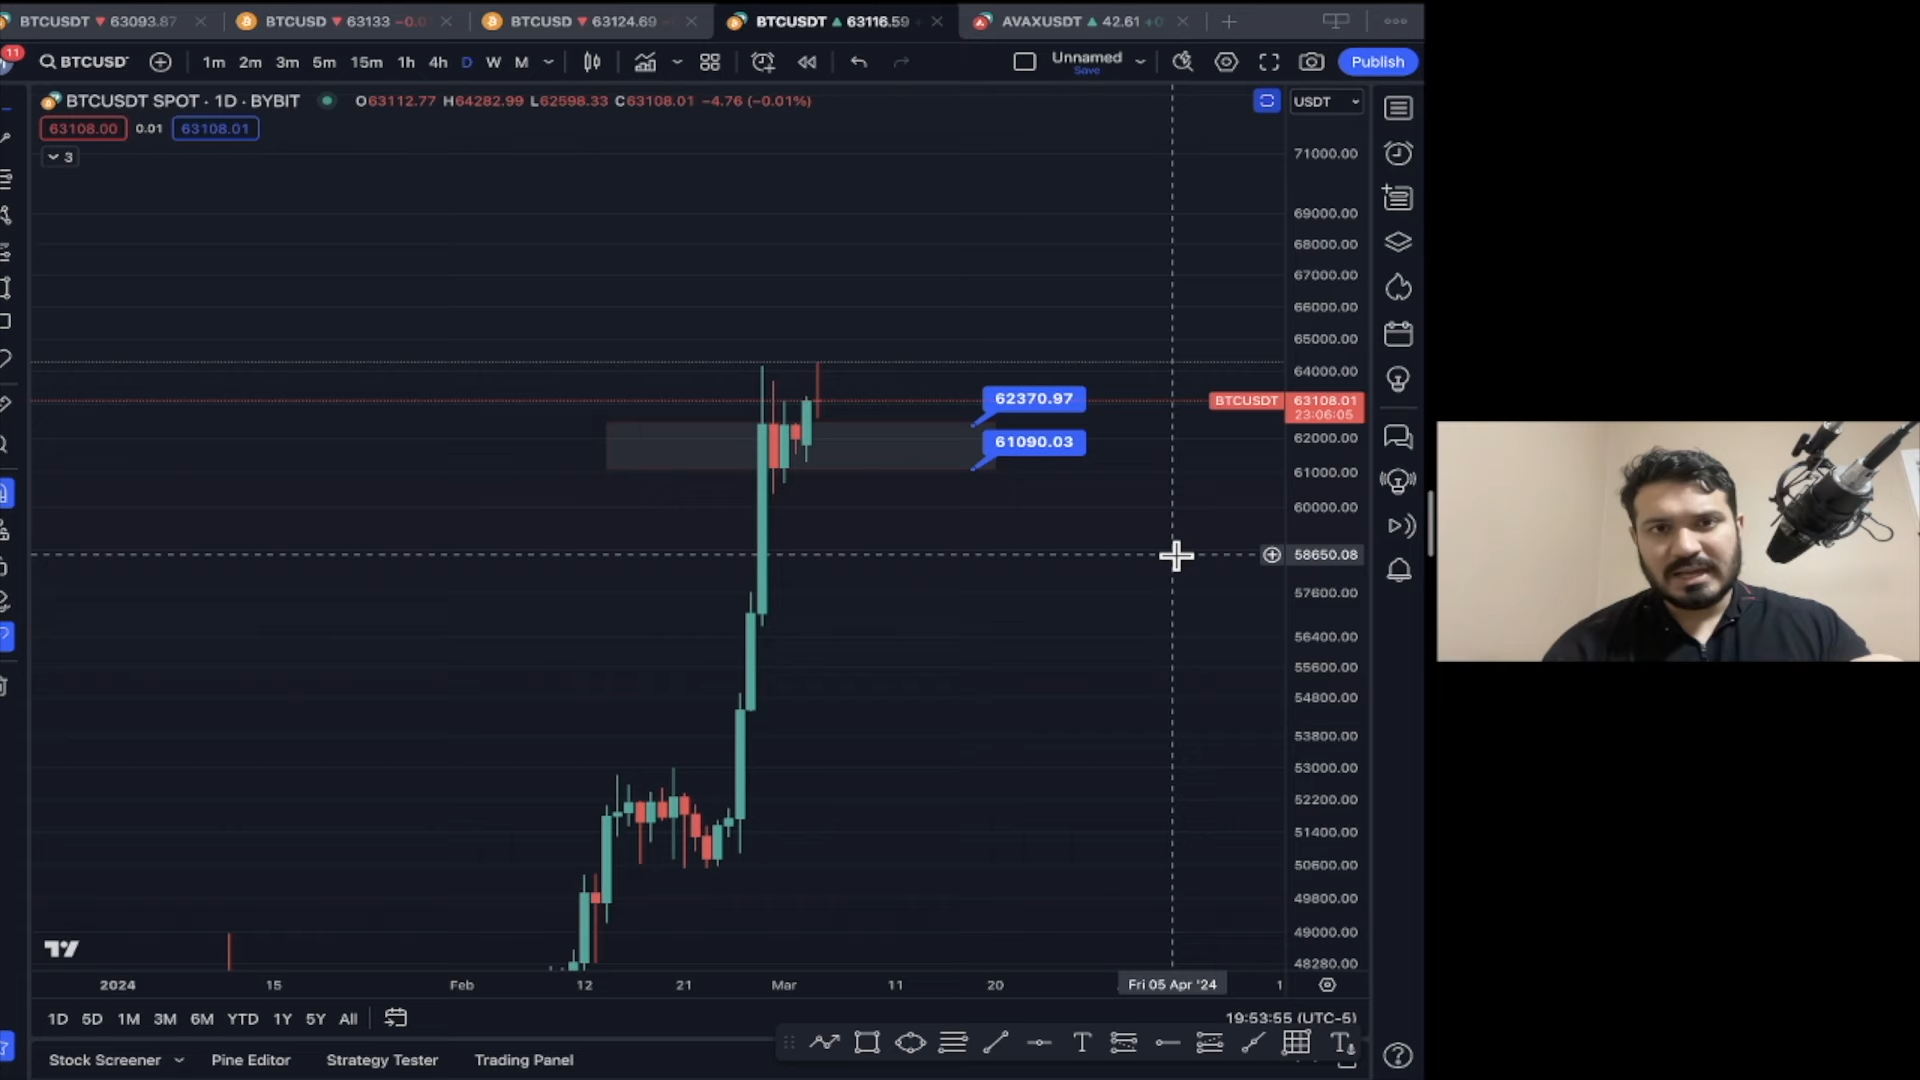 BTCUSDT ▼ 63093.87
BTCUSD ▼ 63133 −0.0
BTCUSD ▼ 63124.69
BTCUSDT ▲ 63116.59
AVAXUSDT ▲ 42.61 +0
11
BTCUSDT
1m 2m 3m 5m 15m 1h 4h D W M
Unnamed
Save
Publish
BTCUSDT SPOT · 1D · BYBIT
O63112.77 H64282.99 L62598.33 C63108.01 −4.76 (−0.01%)
USDT
63108.00 0.01 63108.01
3
71000.00
69000.00
68000.00
67000.00
66000.00
65000.00
64000.00
62370.97
BTCUSDT 63108.01
23:06:05
61090.03
62000.00
61000.00
60000.00
58650.08
57600.00
56400.00
55600.00
54800.00
53800.00
53000.00
52200.00
51400.00
50600.00
49800.00
49000.00
48280.00
2024 15 Feb 12 21 Mar 11 20 Fri 05 Apr '24 1
1D 5D 1M 3M 6M YTD 1Y 5Y All
19:53:55 (UTC-5)
Stock Screener Pine Editor Strategy Tester Trading Panel